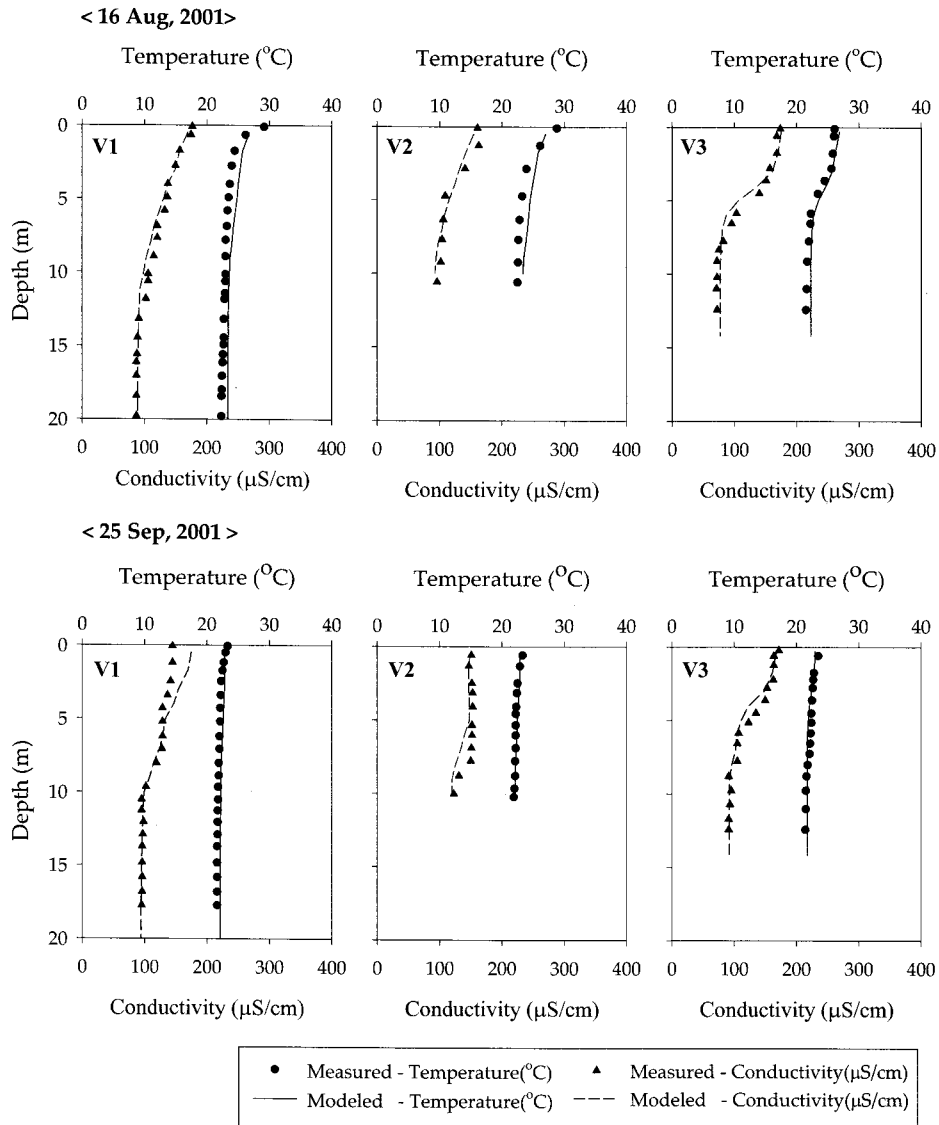 < 16 Aug, 2001>
Temperature (°C) Temperature (°C) Temperature (°C)
0 10 20 30 40 0 10 20 30 40 0 10 20 30 40
0
5
10
15
20
Depth (m)
V1 V2 V3
0 100 200 300 400 0 100 200 300 400 0 100 200 300 400
Conductivity (µS/cm) Conductivity (µS/cm) Conductivity (µS/cm)
< 25 Sep, 2001 >
Temperature (°C) Temperature (°C) Temperature (°C)
0 10 20 30 40 0 10 20 30 40 0 10 20 30 40
0
5
10
15
20
Depth (m)
V1 V2 V3
0 100 200 300 400 0 100 200 300 400 0 100 200 300 400
Conductivity (µS/cm) Conductivity (µS/cm) Conductivity (µS/cm)
Measured - Temperature(°C) Measured - Conductivity(µS/cm)
Modeled - Temperature(°C) Modeled - Conductivity(µS/cm)